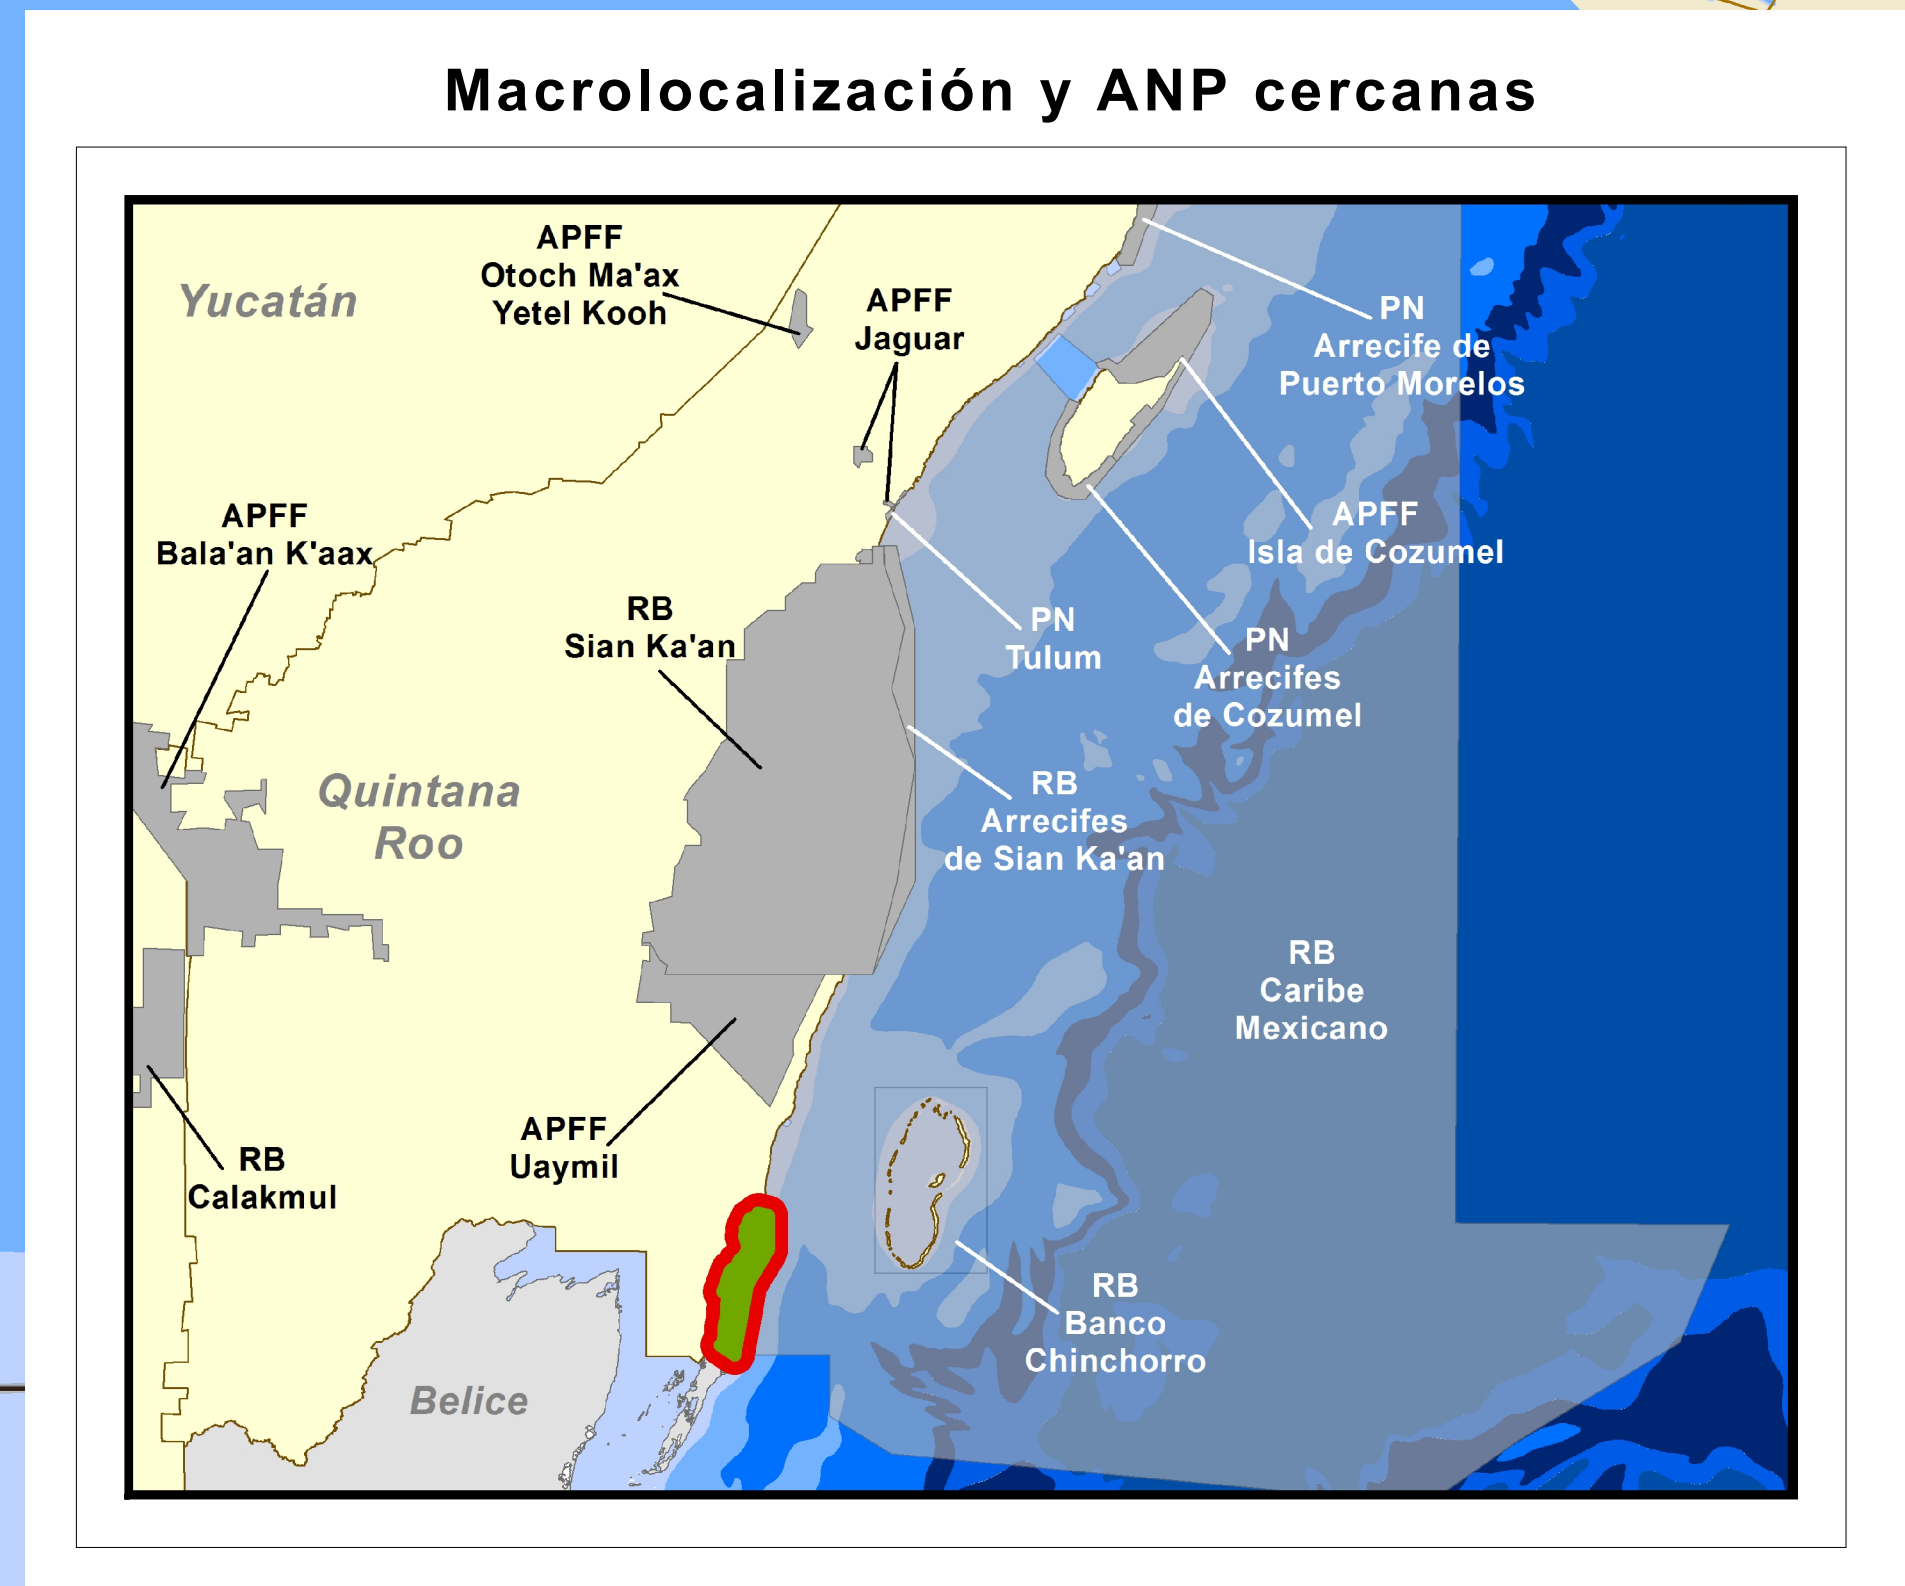 Macrolocalización y ANP cercanas
Yucatán
APFF
Otoch Ma'ax
Yetel Kooh
APFF
Jaguar
PN
Arrecife de
Puerto Morelos
APFF
Bala'an K'aax
APFF
Isla de Cozumel
RB
Sian Ka'an
PN
Tulum
PN
Arrecifes
de Cozumel
Quintana
Roo
RB
Arrecifes
de Sian Ka'an
RB
Caribe
Mexicano
APFF
Uaymil
RB
Calakmul
RB
Banco
Chinchorro
Belice